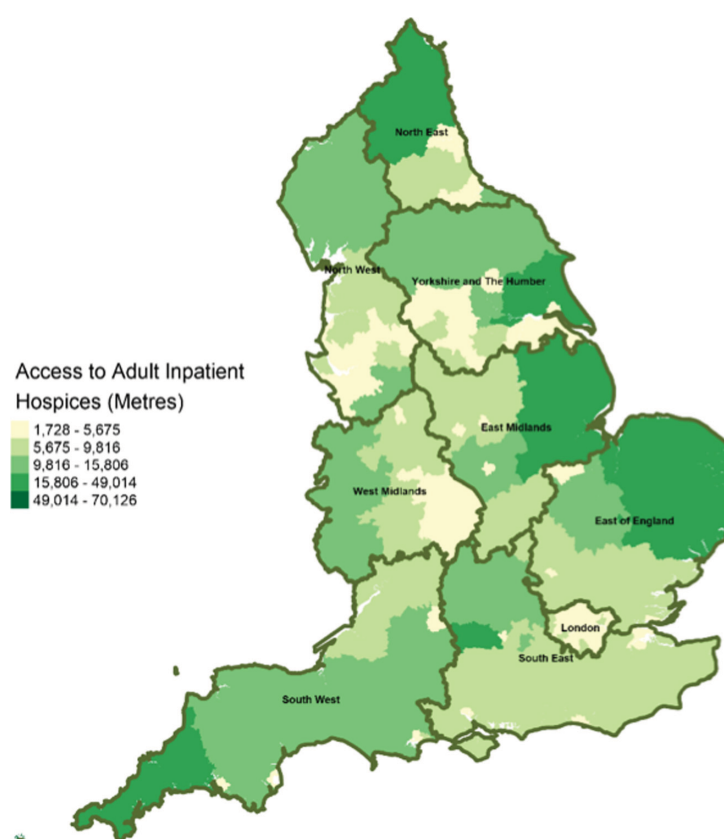 North East
North West
Yorkshire and The Humber
Access to Adult Inpatient
Hospices (Metres)
1,728 - 5,675
5,675 - 9,816
9,816 - 15,806
15,806 - 49,014
49,014 - 70,126
East Midlands
West Midlands
East of England
London
South East
South West